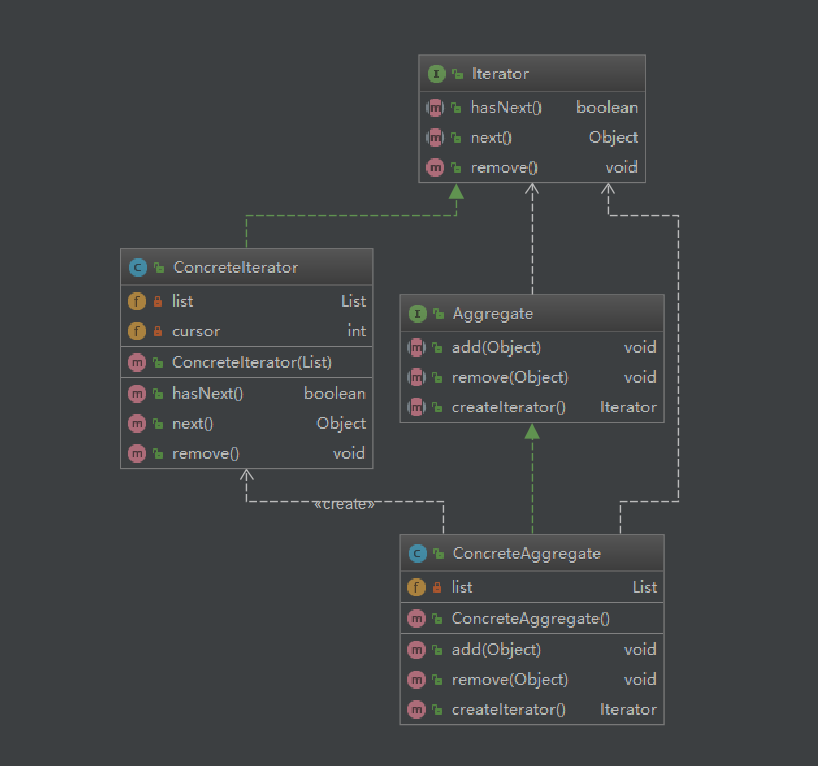 Iterator
hasNext() boolean
next() Object
remove() void
ConcreteIterator
list List
cursor int
ConcreteIterator(List)
hasNext() boolean
next() Object
remove() void
Aggregate
add(Object) void
remove(Object) void
createIterator() Iterator
«create»
ConcreteAggregate
list List
ConcreteAggregate()
add(Object) void
remove(Object) void
createIterator() Iterator